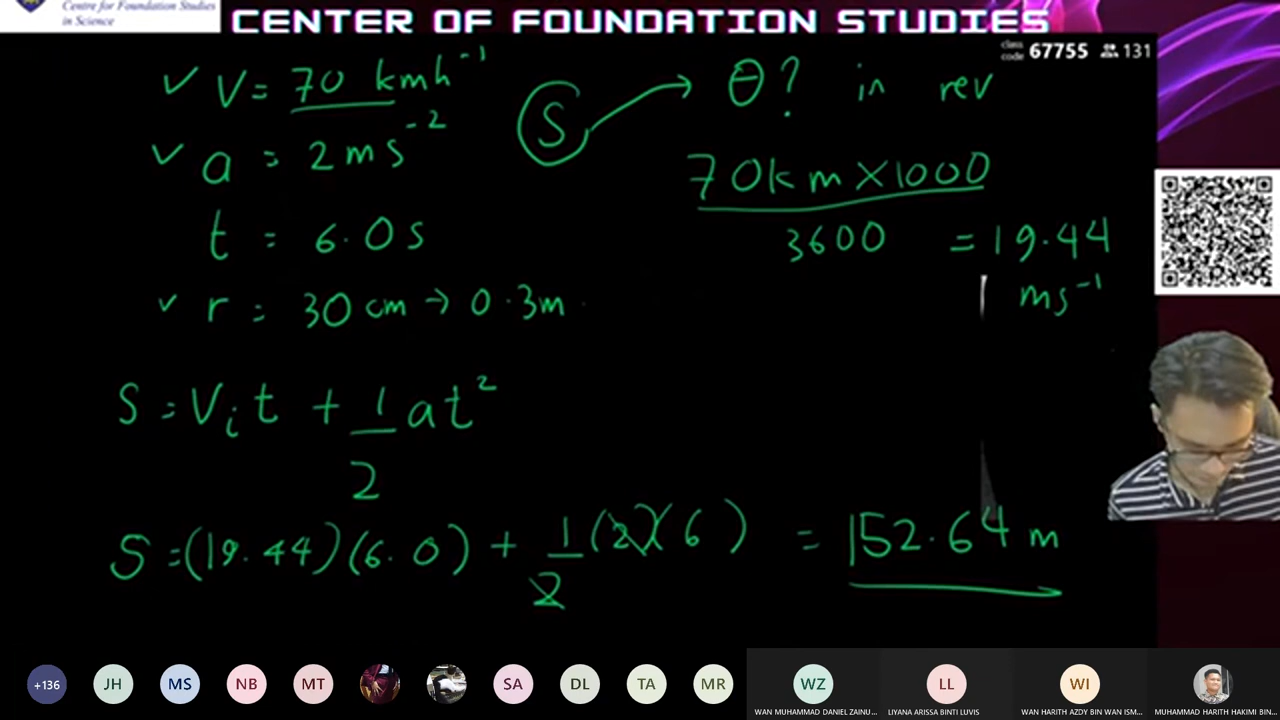 Centre for Foundation Studies
in Science
CENTER OF FOUNDATION STUDIES
class code 67755 131
✓ V = 70 kmh⁻¹
S → θ? in rev
✓ a = 2 ms⁻²
70km × 1000
3600 = 19.44 ms⁻¹
t = 6.0 s
✓ r = 30 cm → 0.3m
S = Vᵢt + 1/2 at²
S = (19.44)(6.0) + 1/2 (2)(6) = 152.64 m
+136 JH MS NB MT SA DL TA MR WZ LL WI
WAN MUHAMMAD DANIEL ZAINU... LIYANA ARISSA BINTI LUVIS WAN HARITH AZDY BIN WAN ISM... MUHAMMAD HARITH HAKIMI BIN...